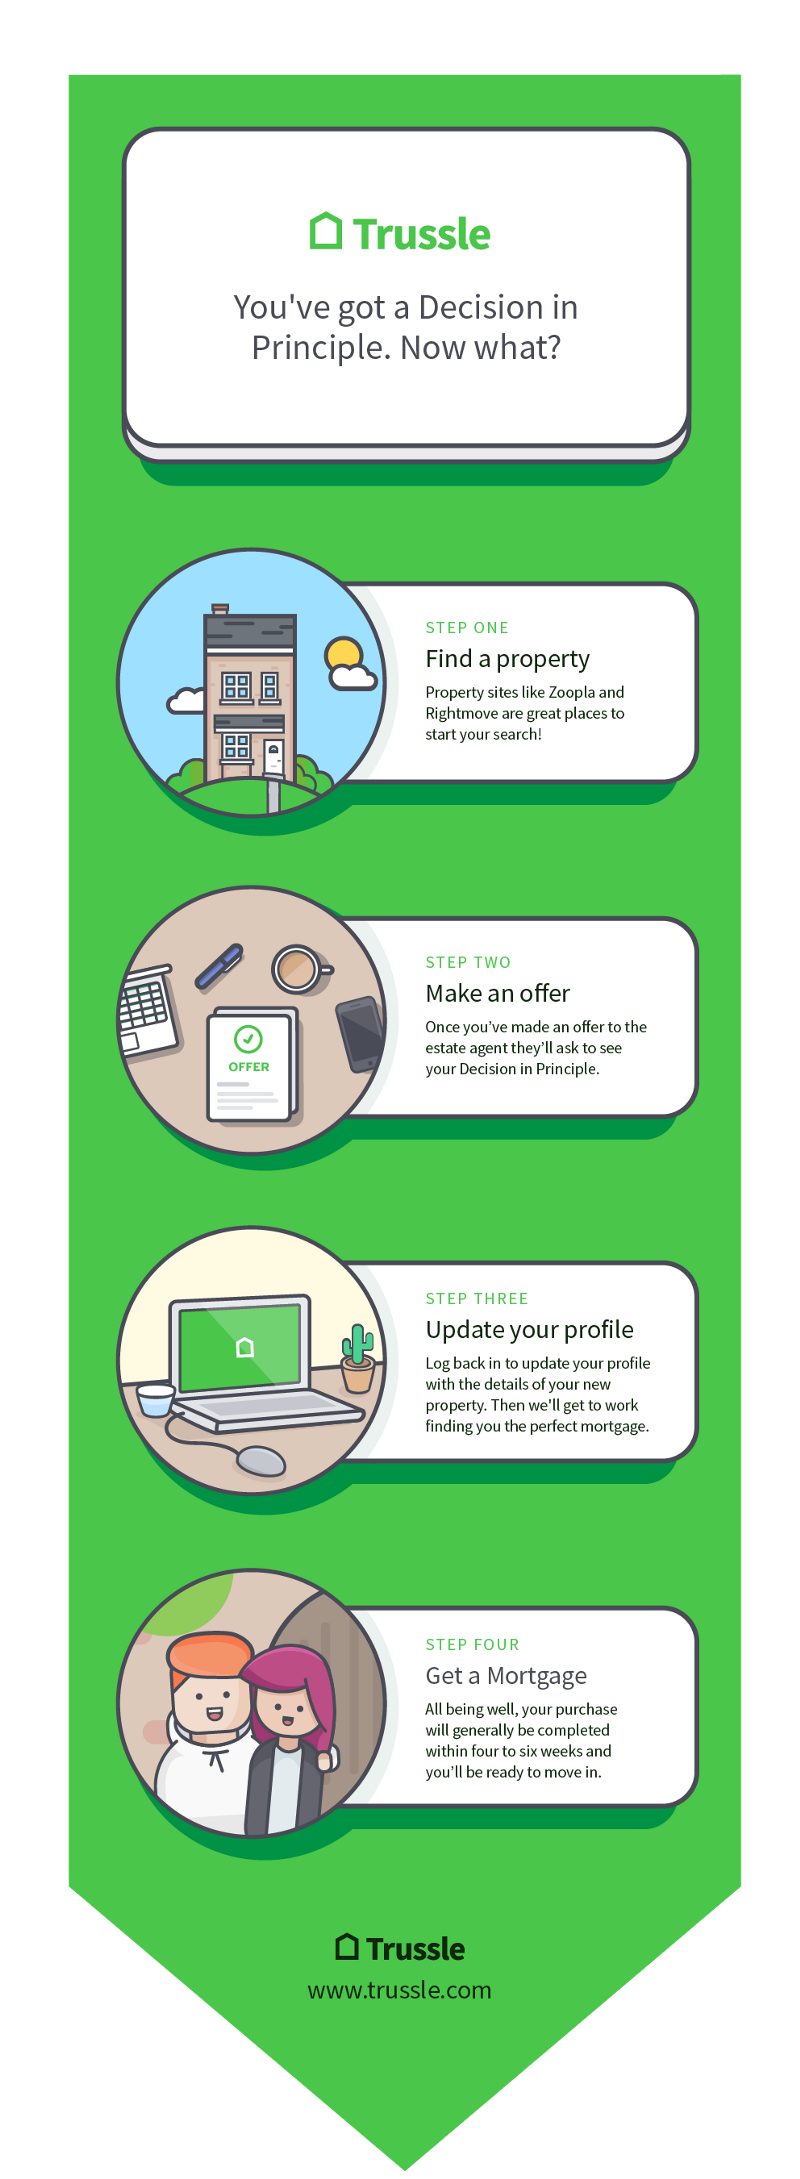 Trussle
You've got a Decision in
Principle. Now what?
STEP ONE
Find a property
Property sites like Zoopla and
Rightmove are great places to
start your search!
STEP TWO
Make an offer
Once you’ve made an offer to the
estate agent they’ll ask to see
your Decision in Principle.
OFFER
STEP THREE
Update your profile
Log back in to update your profile
with the details of your new
property. Then we'll get to work
finding you the perfect mortgage.
STEP FOUR
Get a Mortgage
All being well, your purchase
will generally be completed
within four to six weeks and
you’ll be ready to move in.
Trussle
www.trussle.com